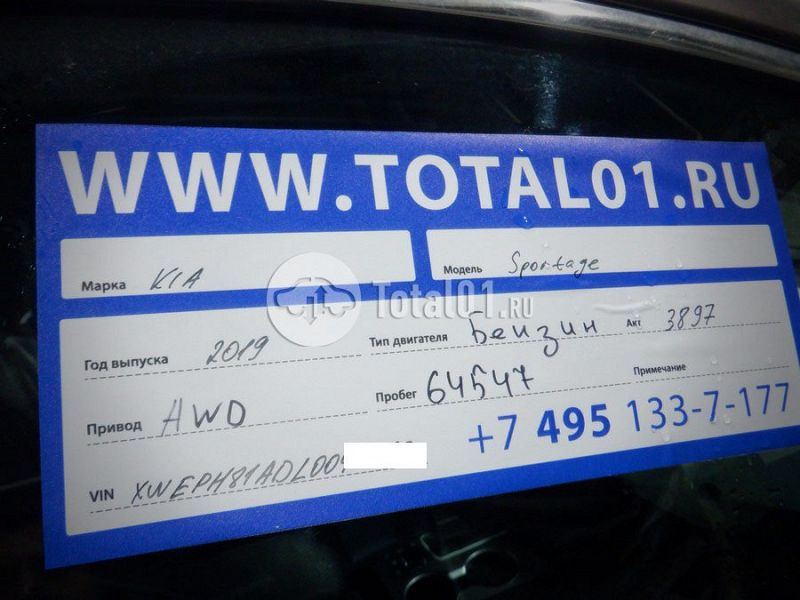 WWW.TOTAL01.RU
Марка KIA Модель Sportage
Total01.RU
Год выпуска 2019 Тип двигателя Бензин Акт 3897
Привод AWD Пробег 64547 Примечание
+7 495 133-7-177
VIN XWEPH81ADL00